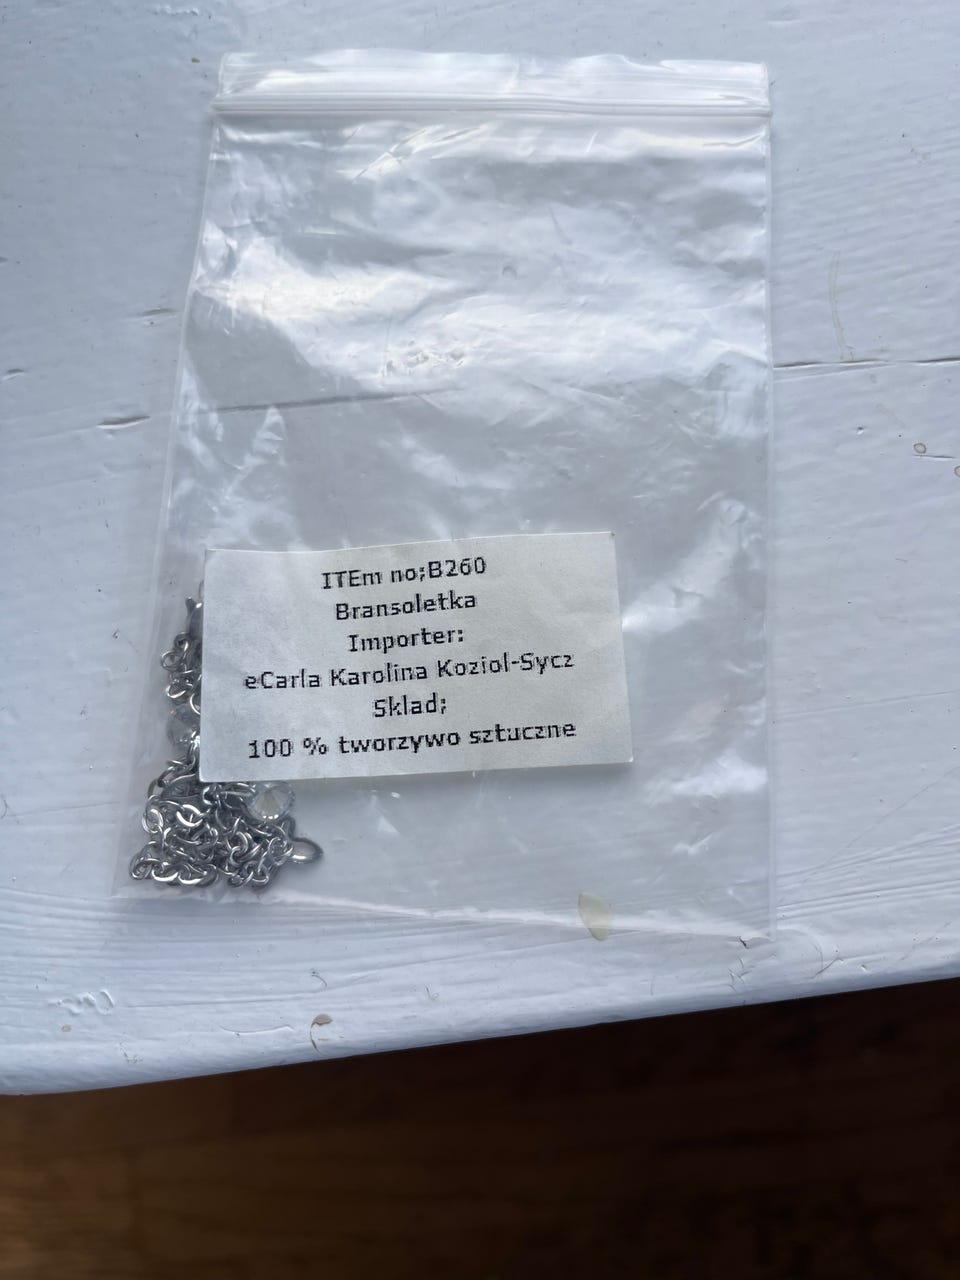 ITEm no;B260
Bransoletka
Importer:
eCarla Karolina Koziol-Sycz
Sklad;
100 % tworzywo sztuczne